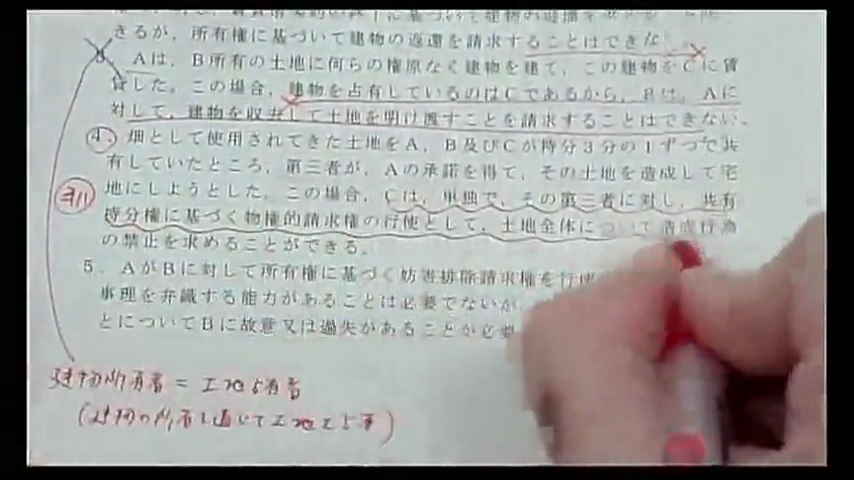 きるが，所有権に基づいて建物の返還を請求することはできな
Aは，B所有の土地に何らの権原なく建物を建て，この建物をCに賃
貸した。この場合，建物を占有しているのはCであるから，Bは，Aに
対して，建物を収去して土地を明け渡すことを請求することはできない。
4．畑として使用されてきた土地をA，B及びCが持分3分の1ずつで共
有していたところ，第三者が，Aの承諾を得て，その土地を造成して宅
地にしようとした。この場合，Cは，単独で，その第三者に対し，共有
持分権に基づく物権的請求権の行使として，土地全体について造成行為
の禁止を求めることができる。
5．AがBに対して所有権に基づく妨害排除請求権を行使
事理を弁識する能力があることは必要でないが，
とについてBに故意又は過失があることが必要
建物所有者＝土地占有者
(建物の所有を通じて土地を占有)